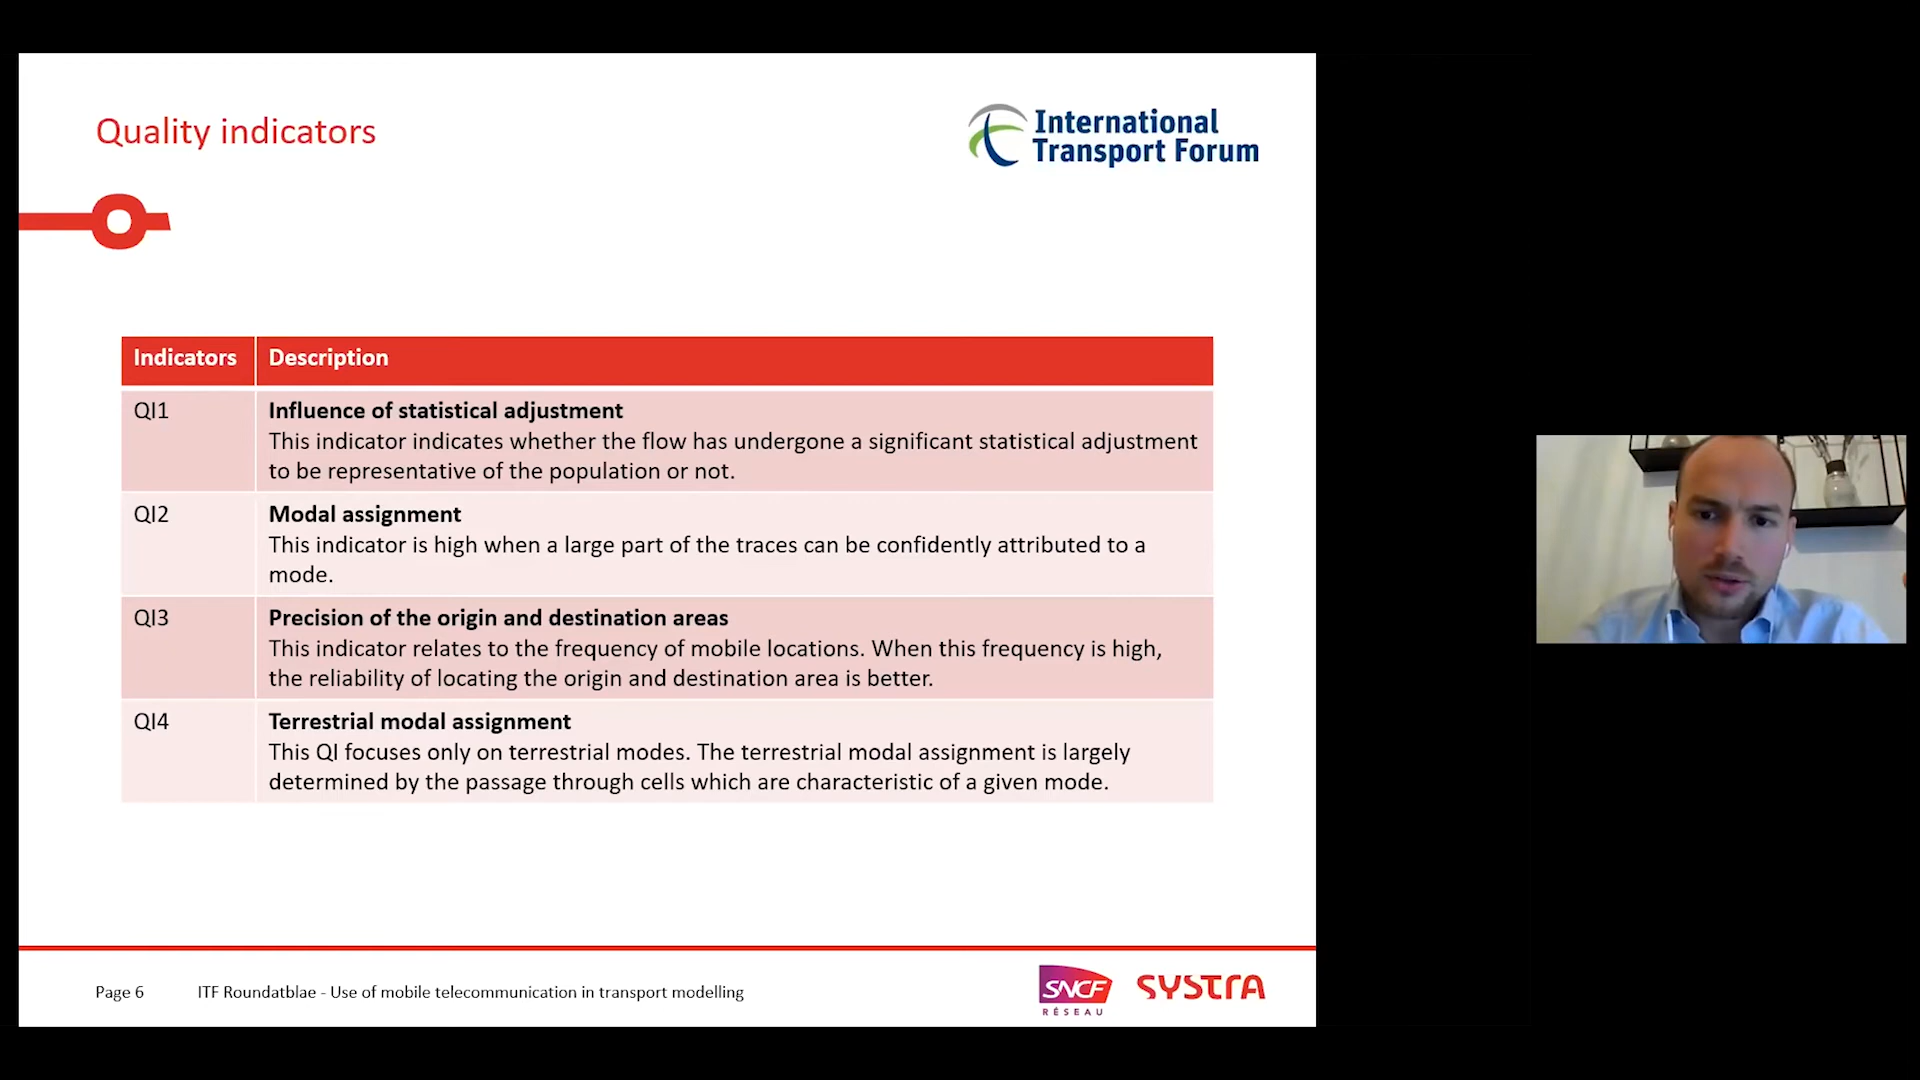 Quality indicators
International
Transport Forum
Indicators
Description
QI1
Influence of statistical adjustment
This indicator indicates whether the flow has undergone a significant statistical adjustment
to be representative of the population or not.
QI2
Modal assignment
This indicator is high when a large part of the traces can be confidently attributed to a
mode.
QI3
Precision of the origin and destination areas
This indicator relates to the frequency of mobile locations. When this frequency is high,
the reliability of locating the origin and destination area is better.
QI4
Terrestrial modal assignment
This QI focuses only on terrestrial modes. The terrestrial modal assignment is largely
determined by the passage through cells which are characteristic of a given mode.
Page 6
ITF Roundatblae - Use of mobile telecommunication in transport modelling
SNCF
RÉSEAU
SYSTRA